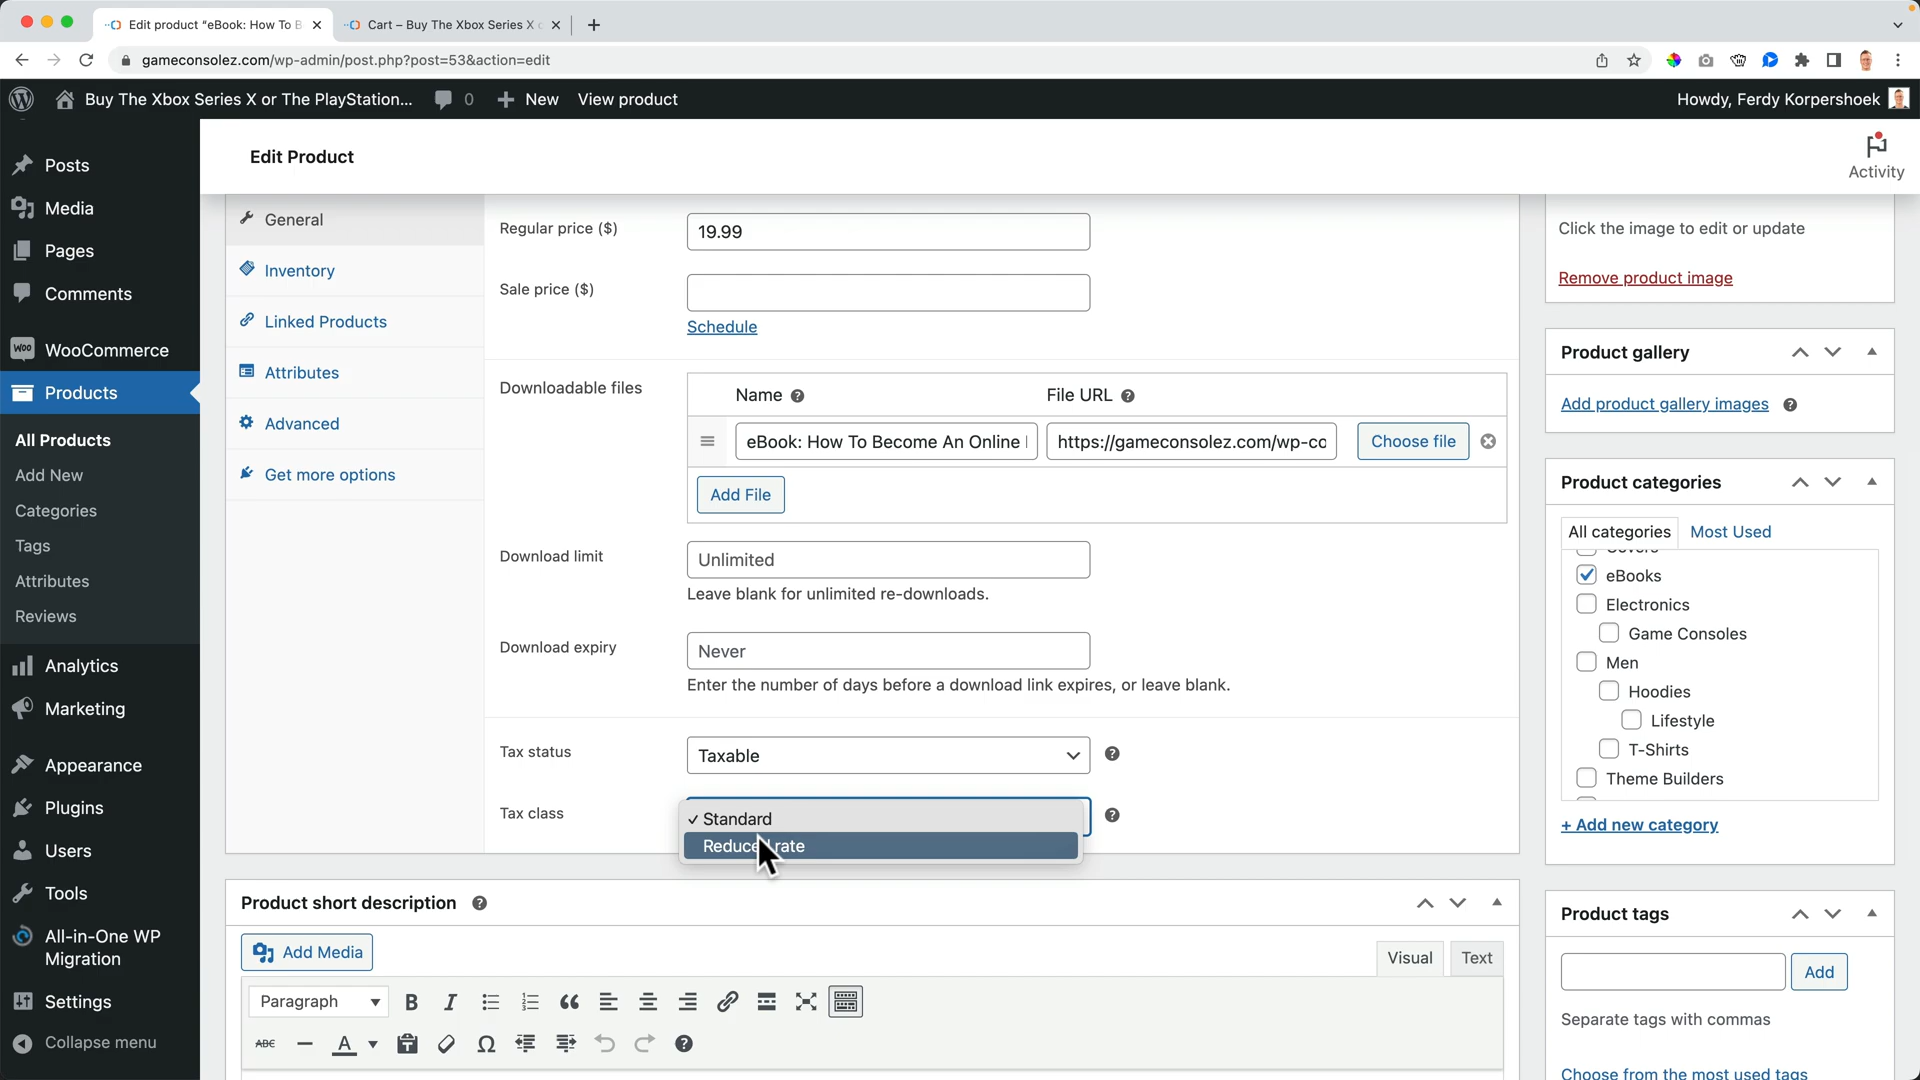 Edit product “eBook: How To B
Cart – Buy The Xbox Series X
gameconsolez.com/wp-admin/post.php?post=53&action=edit
Buy The Xbox Series X or The PlayStation...
0
New
View product
Howdy, Ferdy Korpershoek
Posts
Media
Pages
Comments
WooCommerce
Products
All Products
Add New
Categories
Tags
Attributes
Reviews
Analytics
Marketing
Appearance
Plugins
Users
Tools
All-in-One WP
Migration
Settings
Collapse menu
Edit Product
Activity
General
Inventory
Linked Products
Attributes
Advanced
Get more options
Regular price ($)
19.99
Sale price ($)
Schedule
Downloadable files
Name
File URL
eBook: How To Become An Online
https://gameconsolez.com/wp-co
Choose file
Add File
Download limit
Unlimited
Leave blank for unlimited re-downloads.
Download expiry
Never
Enter the number of days before a download link expires, or leave blank.
Tax status
Taxable
Tax class
✓ Standard
Reduced rate
Product short description
Add Media
Visual
Text
Paragraph
B
I
ABC
A
Click the image to edit or update
Remove product image
Product gallery
Add product gallery images
Product categories
All categories
Most Used
eBooks
Electronics
Game Consoles
Men
Hoodies
Lifestyle
T-Shirts
Theme Builders
+ Add new category
Product tags
Add
Separate tags with commas
Choose from the most used tags